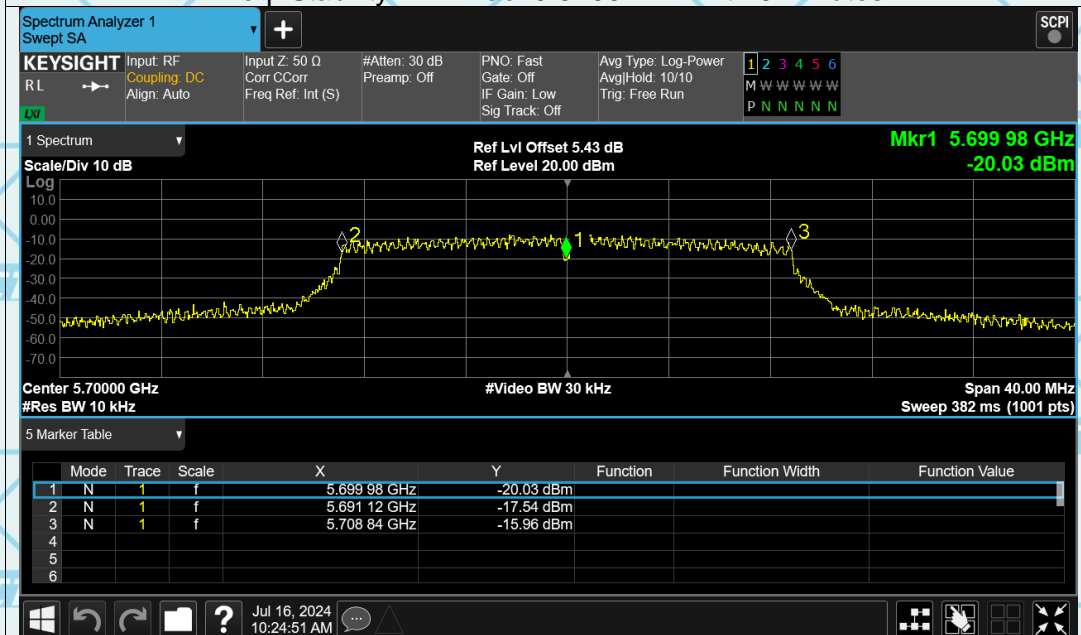 Spectrum Analyzer 1
Swept SA
+
SCPI
KEYSIGHT Input: RF Input Z: 50 Ω #Atten: 30 dB PNO: Fast Avg Type: Log-Power 1 2 3 4 5 6
R L Coupling: DC Corr CCorr Preamp: Off Gate: Off Avg|Hold: 10/10 M W W W W W
Align: Auto Freq Ref: Int (S) IF Gain: Low Trig: Free Run P N N N N N
LXI Sig Track: Off
1 Spectrum Ref Lvl Offset 5.43 dB Mkr1 5.699 98 GHz
Scale/Div 10 dB Ref Level 20.00 dBm -20.03 dBm
Log
10.0
0.00
-10.0 2 1 3
-20.0
-30.0
-40.0
-50.0
-60.0
-70.0
Center 5.70000 GHz #Video BW 30 kHz Span 40.00 MHz
#Res BW 10 kHz Sweep 382 ms (1001 pts)
5 Marker Table
Mode Trace Scale X Y Function Function Width Function Value
1 N 1 f 5.699 98 GHz -20.03 dBm
2 N 1 f 5.691 12 GHz -17.54 dBm
3 N 1 f 5.708 84 GHz -15.96 dBm
4
5
6
? Jul 16, 2024
10:24:51 AM